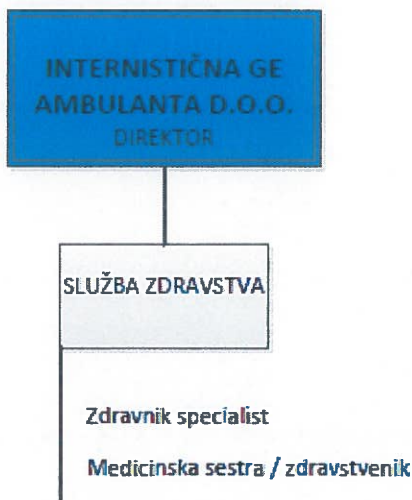 INTERNISTIČNA GE
AMBULANTA D.O.O.
DIREKTOR
SLUŽBA ZDRAVSTVA
Zdravnik specialist
Medicinska sestra / zdravstvenik